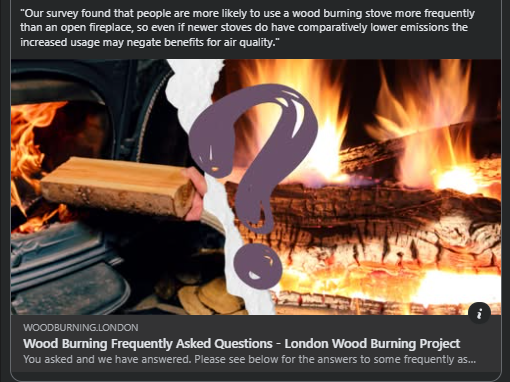 "Our survey found that people are more likely to use a wood burning stove more frequently
than an open fireplace, so even if newer stoves do have comparatively lower emissions the
increased usage may negate benefits for air quality."
i
WOODBURNING.LONDON
Wood Burning Frequently Asked Questions - London Wood Burning Project
You asked and we have answered. Please see below for the answers to some frequently as...